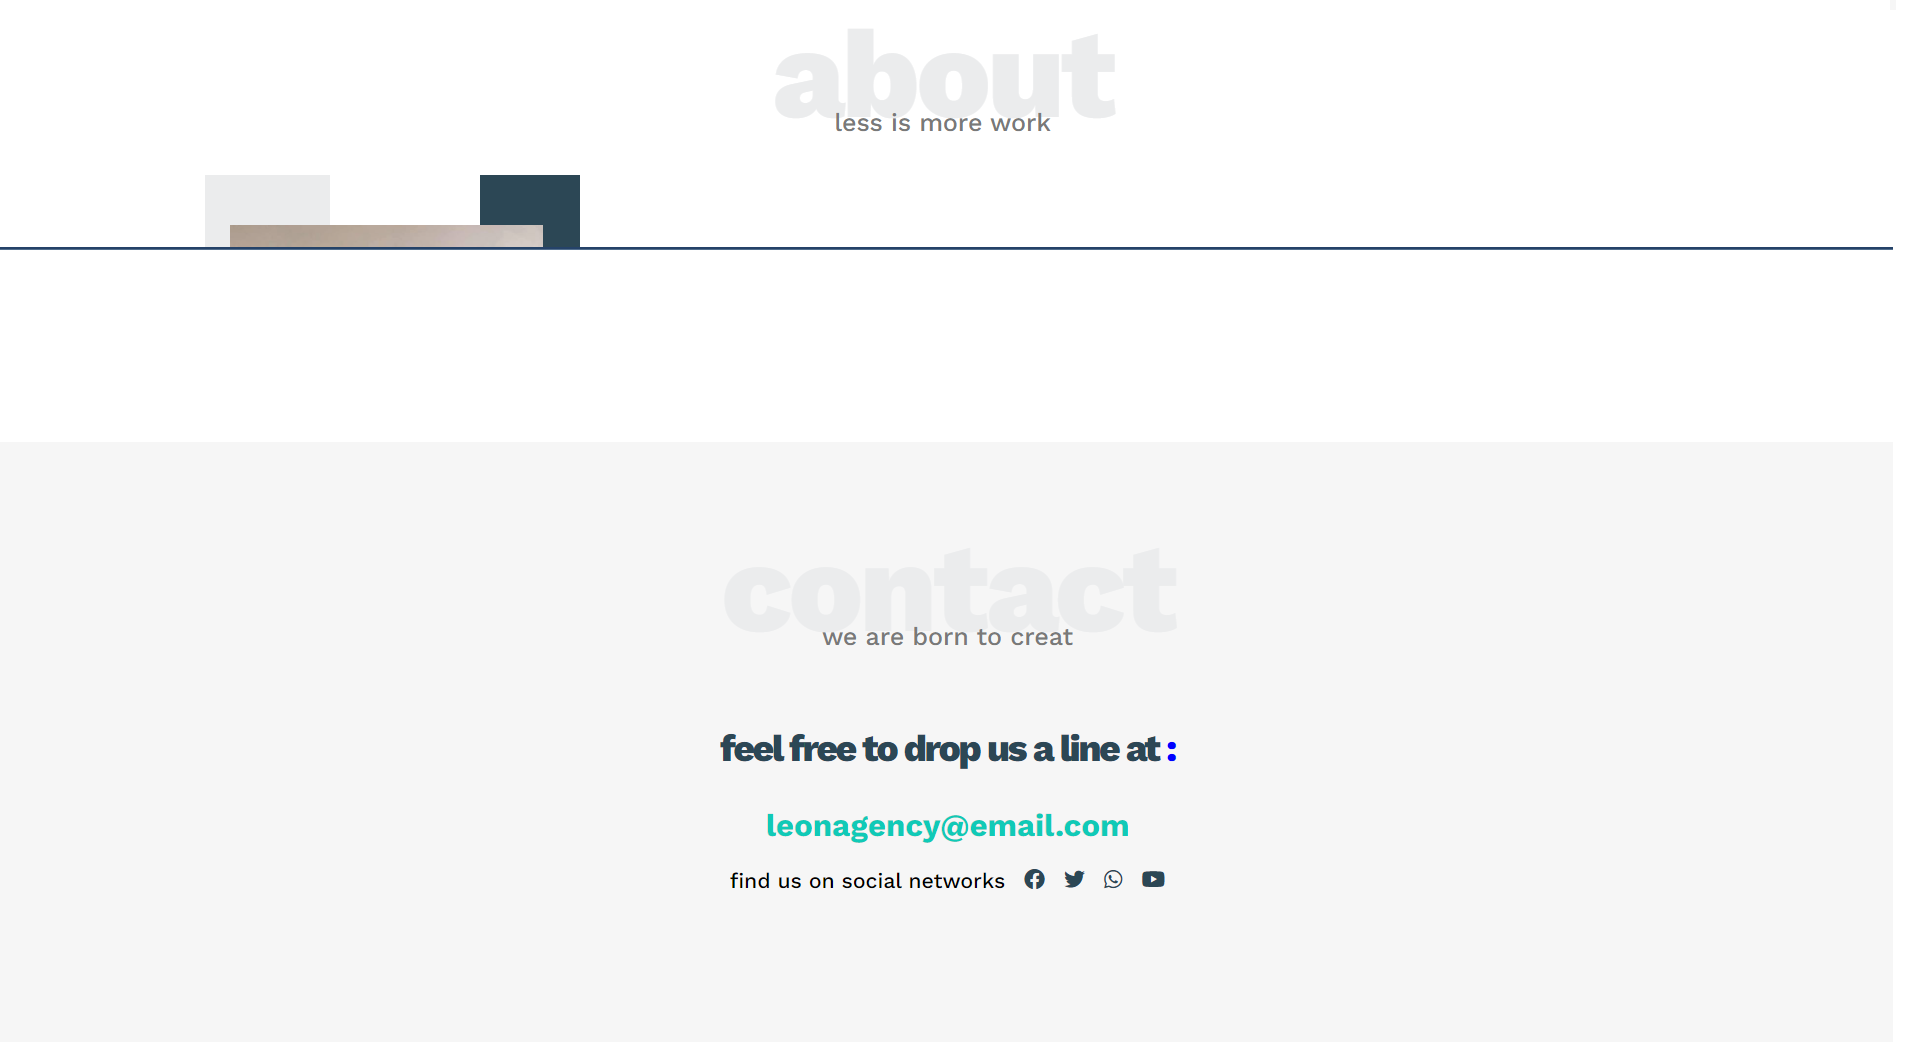 about
less is more work
contact
we are born to creat
feel free to drop us a line at :
leonagency@email.com
find us on social networks